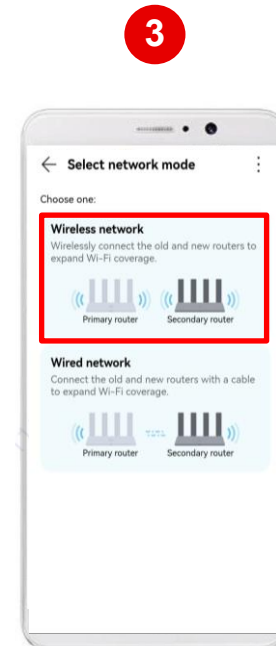 3
Select network mode
Choose one:
Wireless network
Wirelessly connect the old and new routers to
expand Wi-Fi coverage.
Primary router Secondary router
Wired network
Connect the old and new routers with a cable
to expand Wi-Fi coverage.
Primary router Secondary router